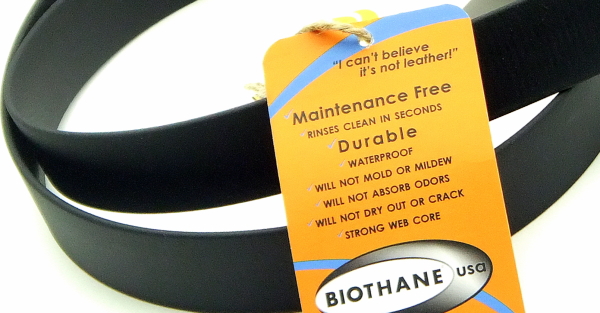 "I can't believe
it's not leather!"
Maintenance Free
RINSES CLEAN IN SECONDS
Durable
WATERPROOF
WILL NOT MOLD OR MILDEW
WILL NOT ABSORB ODORS
WILL NOT DRY OUT OR CRACK
STRONG WEB CORE
BIOTHANE usa